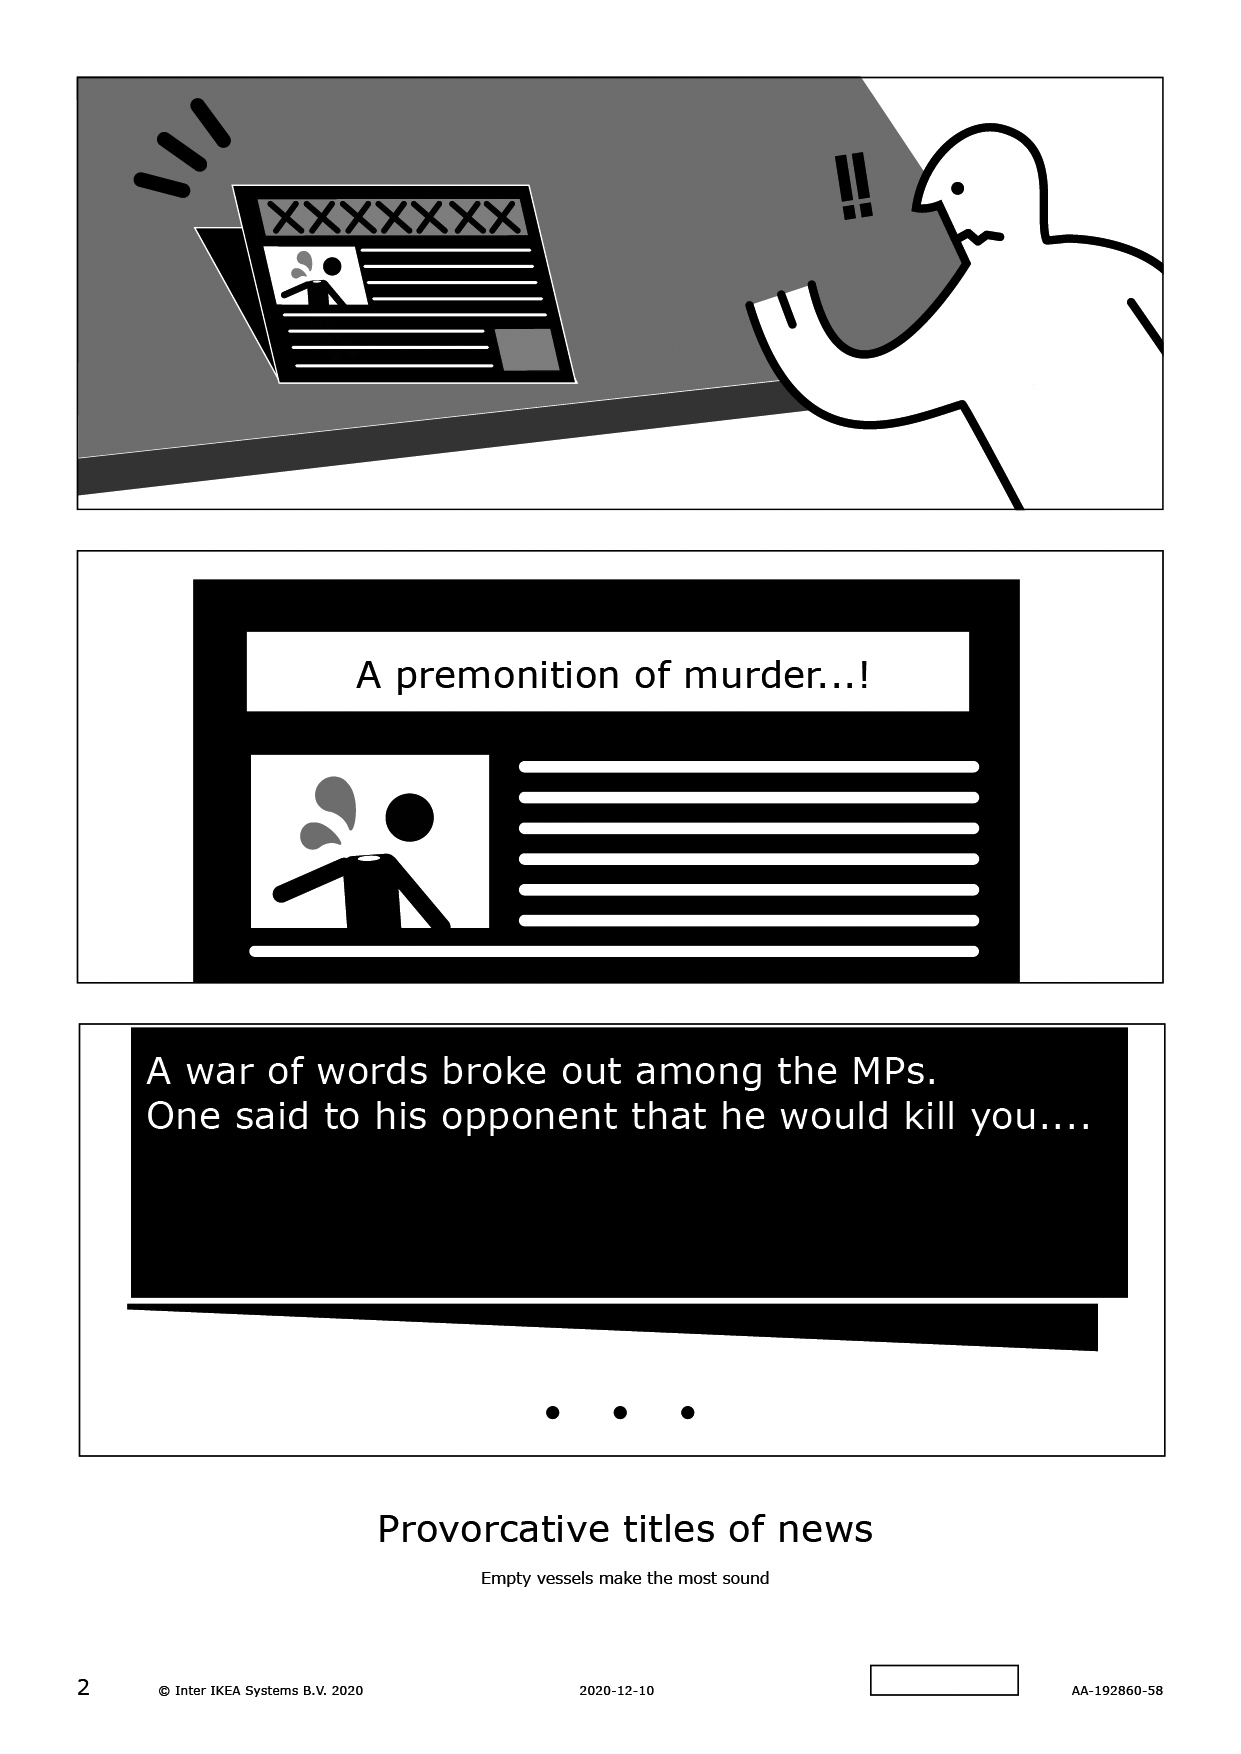 !!
XXXXXXX
A premonition of murder...!
A war of words broke out among the MPs.
One said to his opponent that he would kill you....
Provorcative titles of news
Empty vessels make the most sound
2 © Inter IKEA Systems B.V. 2020 2020-12-10 AA-192860-58